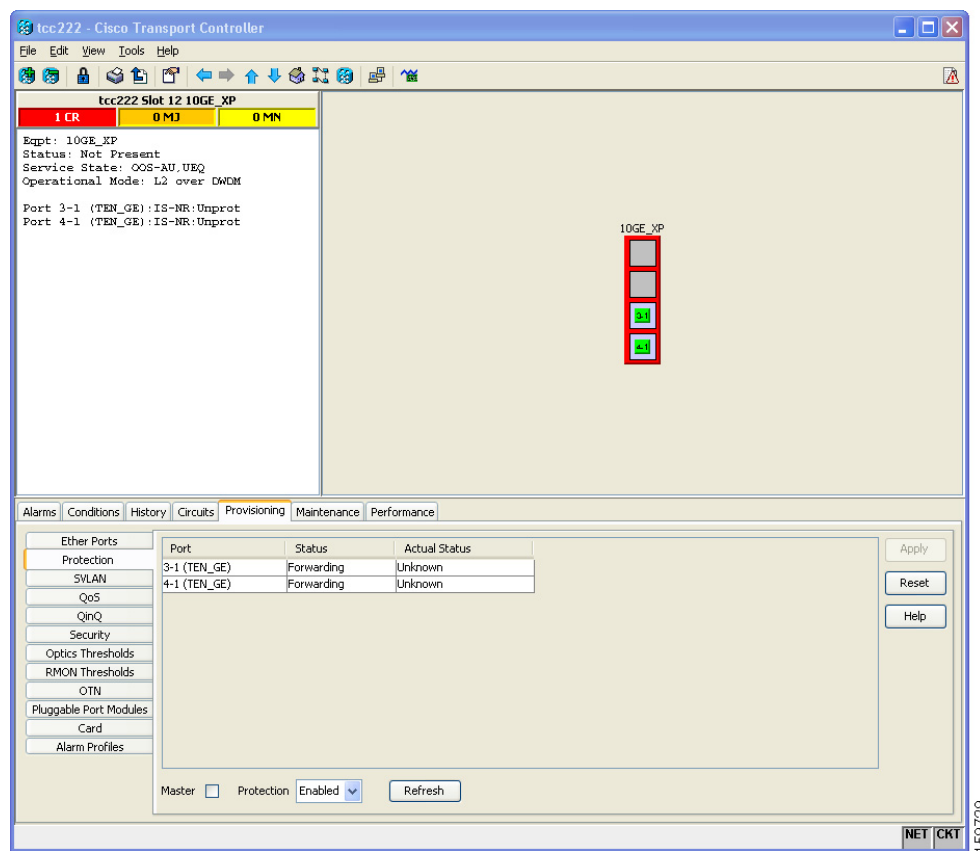 tcc222 - Cisco Transport Controller
File Edit View Tools Help
tcc222 Slot 12 10GE_XP
1 CR 0 MJ 0 MN
Eqpt: 10GE_XP
Status: Not Present
Service State: OOS-AU,UEQ
Operational Mode: L2 over DWDM
Port 3-1 (TEN_GE):IS-NR:Unprot
Port 4-1 (TEN_GE):IS-NR:Unprot
10GE_XP
3-1
4-1
Alarms Conditions History Circuits Provisioning Maintenance Performance
Ether Ports
Protection
SVLAN
QoS
QinQ
Security
Optics Thresholds
RMON Thresholds
OTN
Pluggable Port Modules
Card
Alarm Profiles
Port Status Actual Status
3-1 (TEN_GE) Forwarding Unknown
4-1 (TEN_GE) Forwarding Unknown
Apply
Reset
Help
Master Protection Enabled Refresh
NET CKT